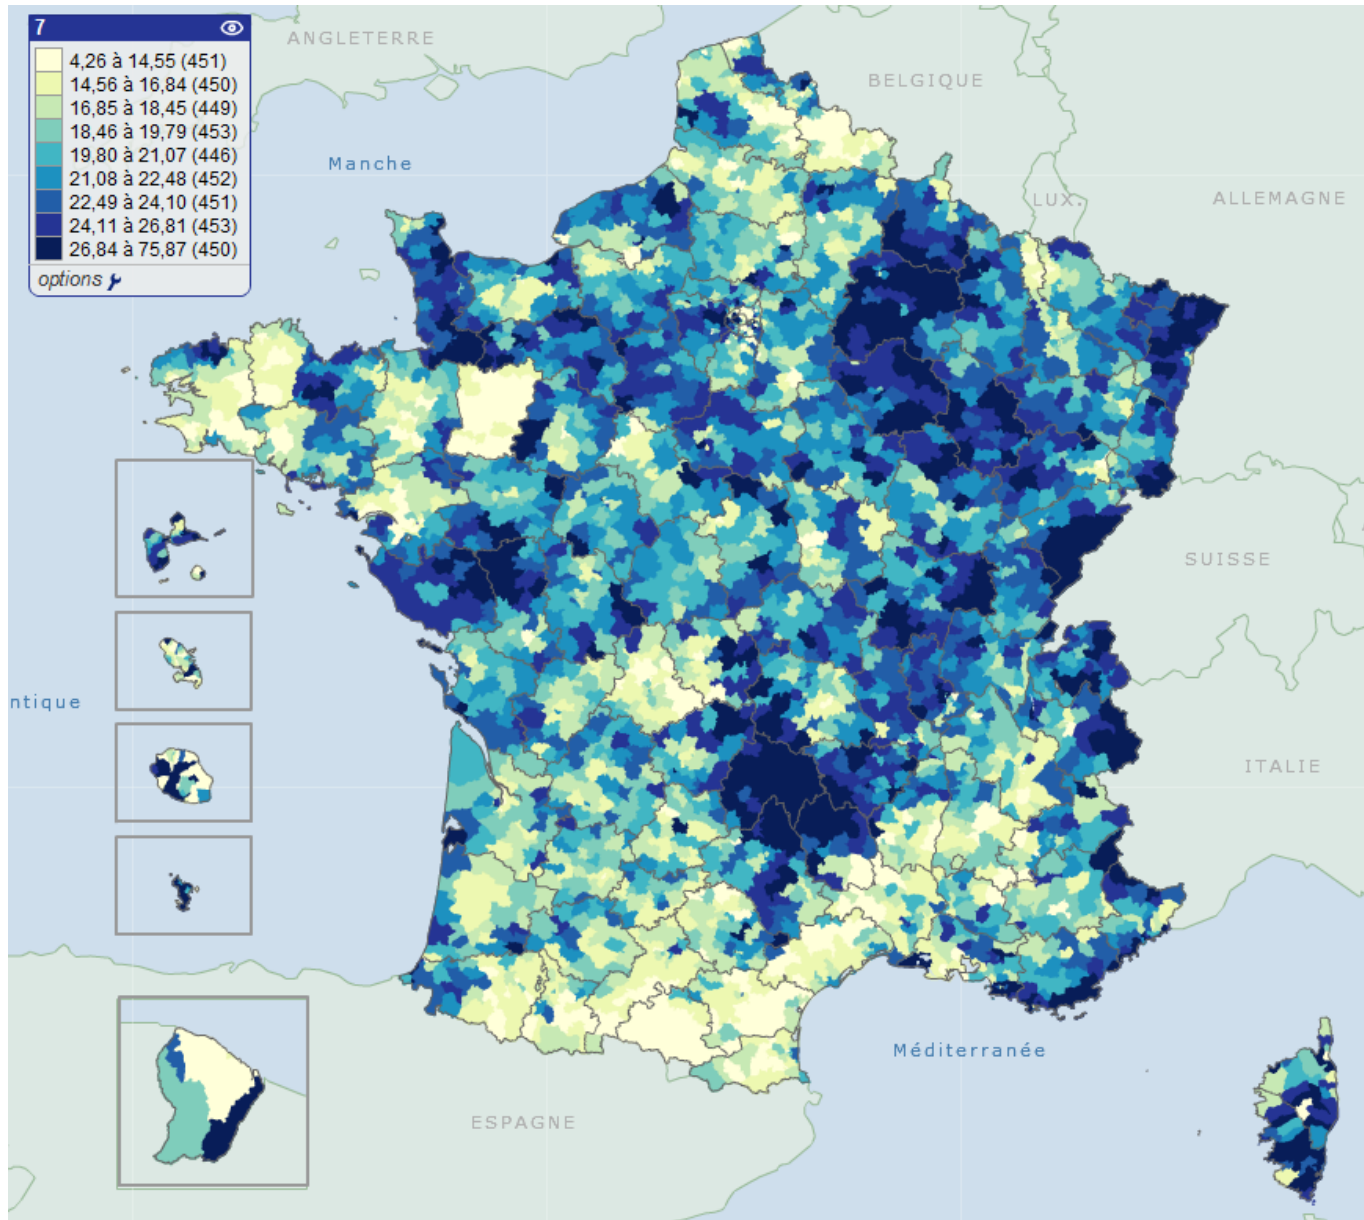 7
4,26 à 14,55 (451)
14,56 à 16,84 (450)
16,85 à 18,45 (449)
18,46 à 19,79 (453)
19,80 à 21,07 (446)
21,08 à 22,48 (452)
22,49 à 24,10 (451)
24,11 à 26,81 (453)
26,84 à 75,87 (450)
options
ANGLETERRE
BELGIQUE
Manche
LUX.
ALLEMAGNE
SUISSE
ntique
ITALIE
Méditerranée
ESPAGNE